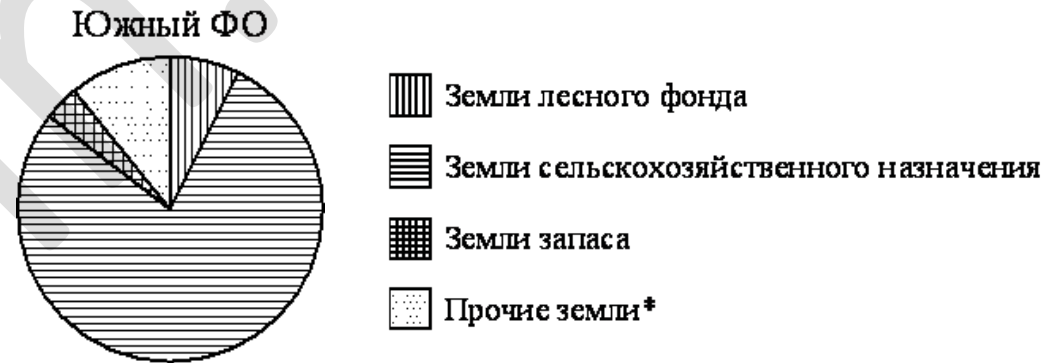 Южный ФО
Земли лесного фонда
Земли сельскохозяйственного назначения
Земли запаса
Прочие земли*